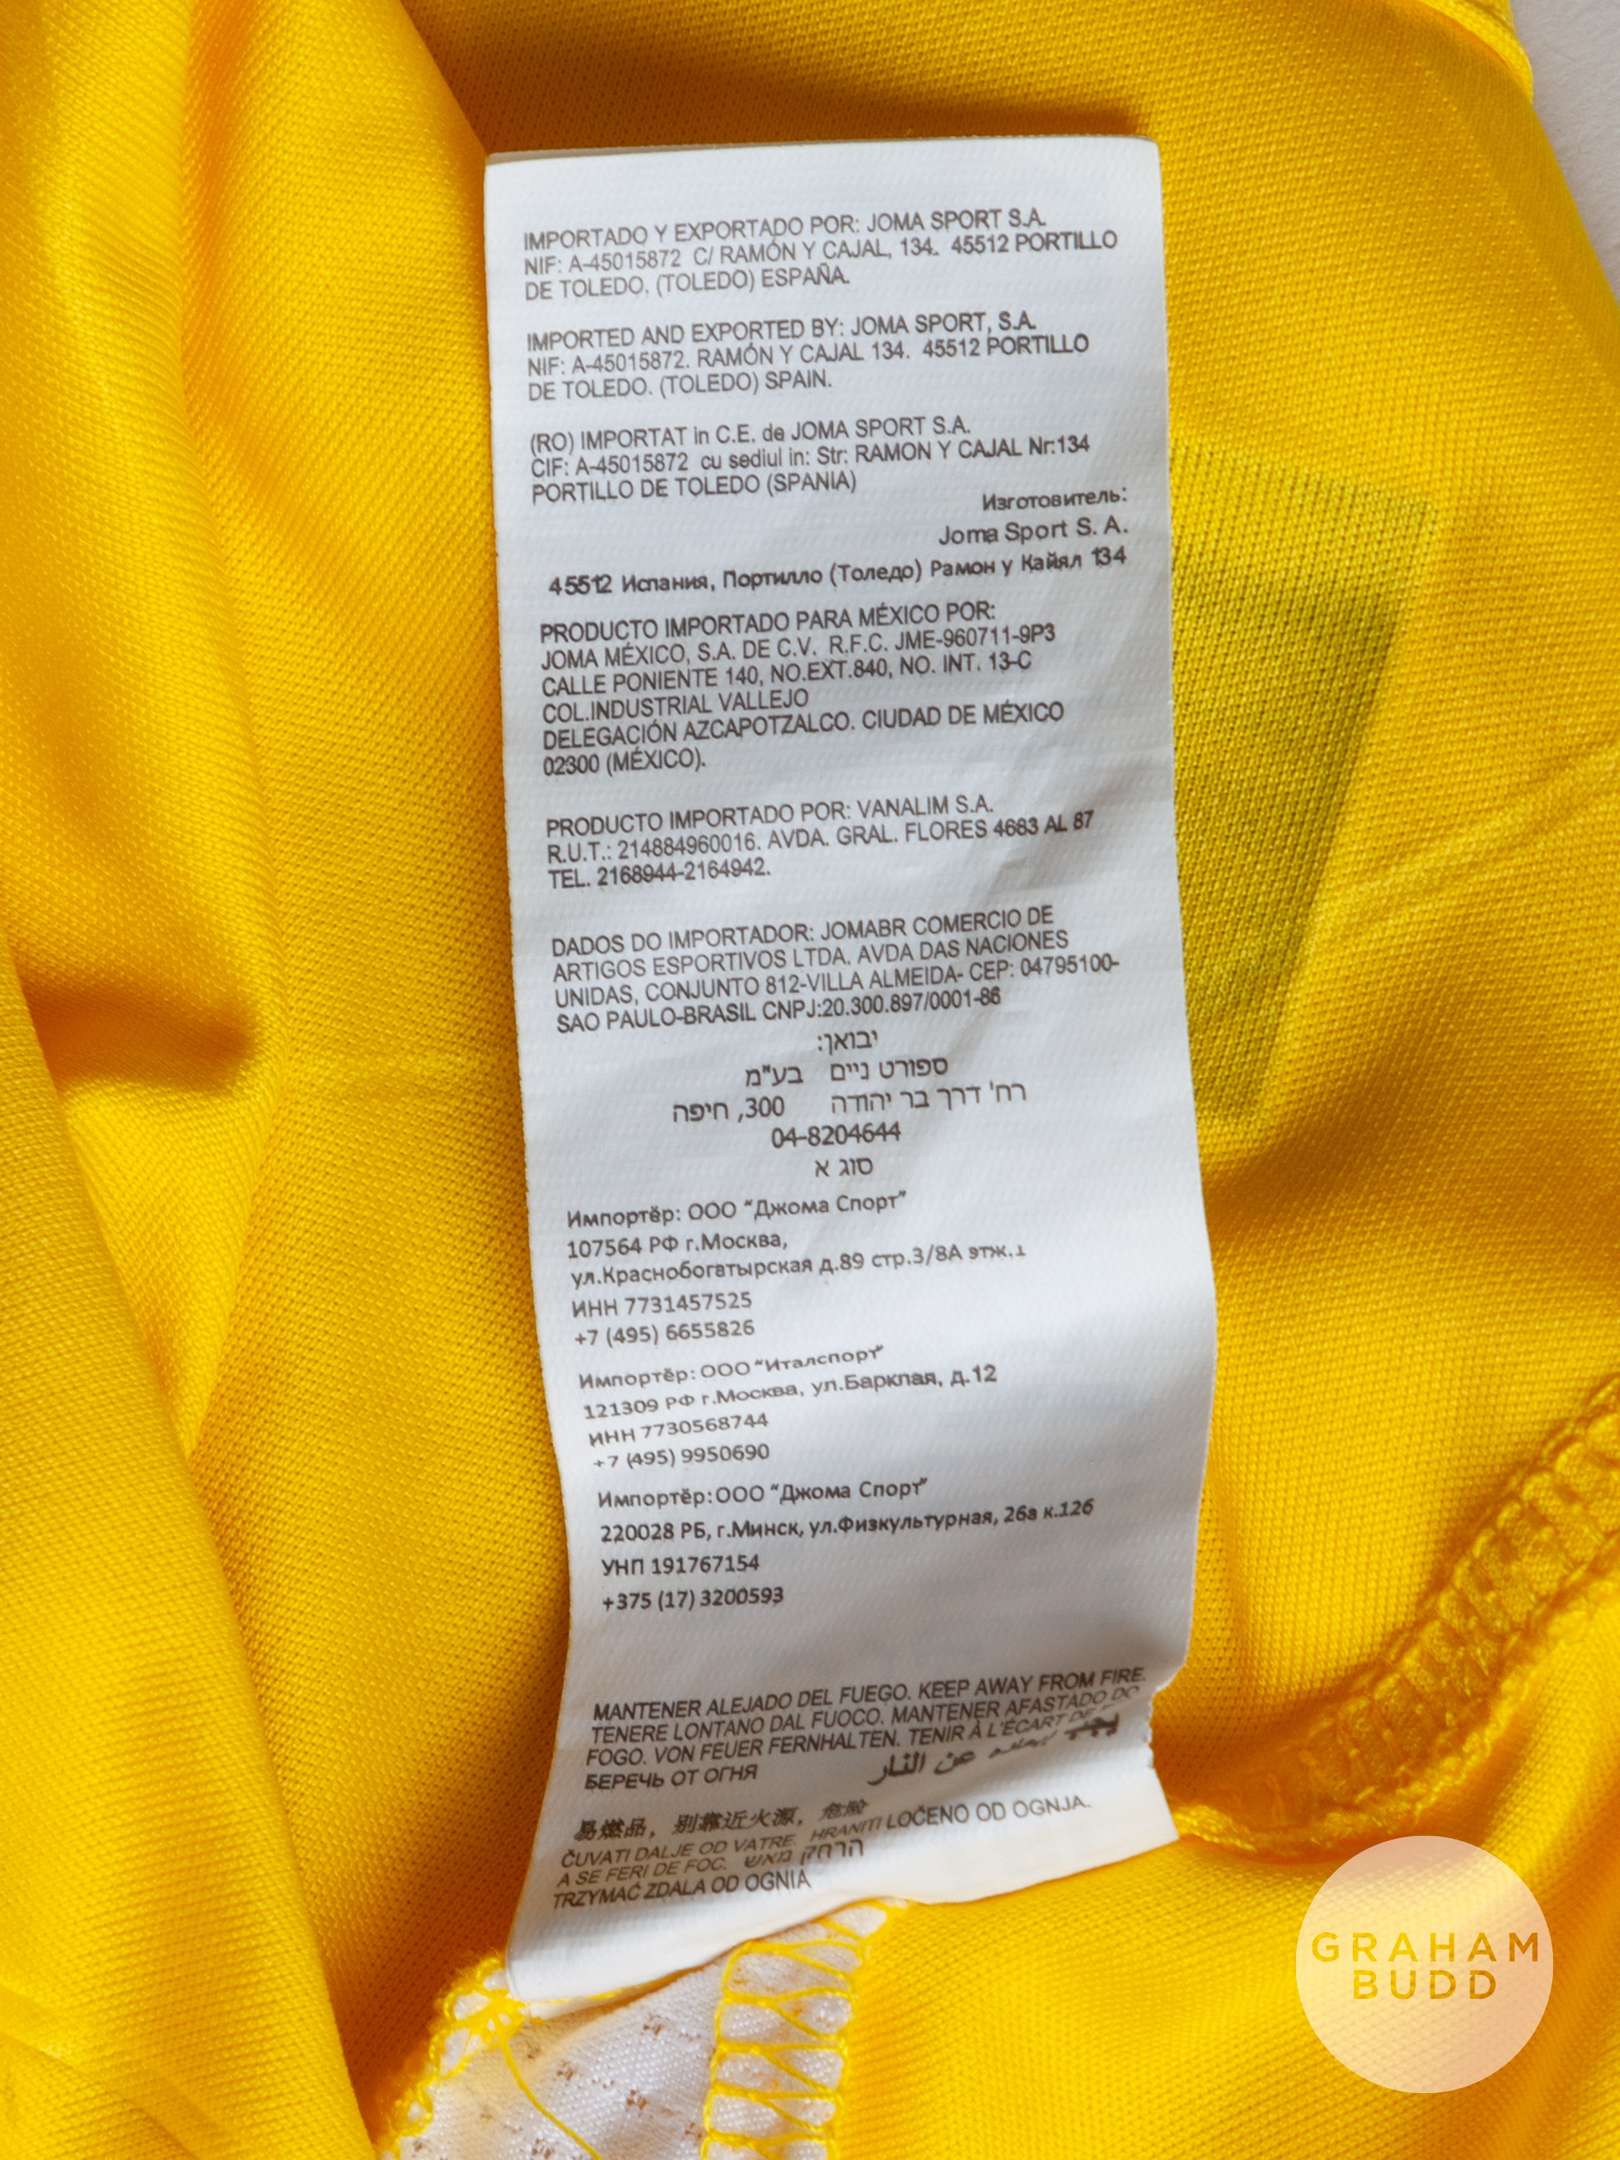 IMPORTADO Y EXPORTADO POR: JOMA SPORT S.A.
NIF: A-45015872 C/ RAMÓN Y CAJAL, 134. 45512 PORTILLO
DE TOLEDO, (TOLEDO) ESPAÑA.
IMPORTED AND EXPORTED BY: JOMA SPORT, S.A.
NIF: A-45015872. RAMÓN Y CAJAL 134. 45512 PORTILLO
DE TOLEDO. (TOLEDO) SPAIN.
(RO) IMPORTAT in C.E. de JOMA SPORT S.A.
CIF: A-45015872 cu sediul in: Str: RAMON Y CAJAL Nr:134
PORTILLO DE TOLEDO (SPANIA)
Изготовитель:
Joma Sport S. A.
45512 Испания, Портилло (Толедо) Рамон у Кайял 134
PRODUCTO IMPORTADO PARA MÉXICO POR:
JOMA MÉXICO, S.A. DE C.V. R.F.C. JME-960711-9P3
CALLE PONIENTE 140, NO.EXT.840, NO. INT. 13-C
COL.INDUSTRIAL VALLEJO
DELEGACIÓN AZCAPOTZALCO. CIUDAD DE MÉXICO
02300 (MÉXICO).
PRODUCTO IMPORTADO POR: VANALIM S.A.
R.U.T.: 214884960016. AVDA. GRAL. FLORES 4683 AL 87
TEL. 2168944-2164942.
DADOS DO IMPORTADOR: JOMABR COMERCIO DE
ARTIGOS ESPORTIVOS LTDA. AVDA DAS NACIONES
UNIDAS, CONJUNTO 812-VILLA ALMEIDA- CEP: 04795100-
SAO PAULO-BRASIL CNPJ:20.300.897/0001-86
יבואן:
ספורט ניים בע"מ
רח' דרך בר יהודה 300, חיפה
04-8204644
סוג א
Импортёр: ООО "Джома Спорт"
107564 РФ г.Москва,
ул.Краснобогатырская д.89 стр.3/8А этж.1
ИНН 7731457525
+7 (495) 6655826
Импортёр: ООО "Италспорт"
121309 РФ г.Москва, ул.Барклая, д.12
ИНН 7730568744
+7 (495) 9950690
Импортёр:ООО "Джома Спорт"
220028 РБ, г.Минск, ул.Физкультурная, 26а к.126
УНП 191767154
+375 (17) 3200593
MANTENER ALEJADO DEL FUEGO. KEEP AWAY FROM FIRE.
TENERE LONTANO DAL FUOCO. MANTENER AFASTADO DO
FOGO. VON FEUER FERNHALTEN. TENIR À L'ÉCART DE
БЕРЕЧЬ ОТ ОГНЯ عن النار
易燃品，别靠近火源，危险
ČUVATI DALJE OD VATRE. HRANITI LOČENO OD OGNJA.
A SE FERI DE FOC. הרחק מאש
TRZYMAĆ ZDALA OD OGNIA
GRAHAM
BUDD